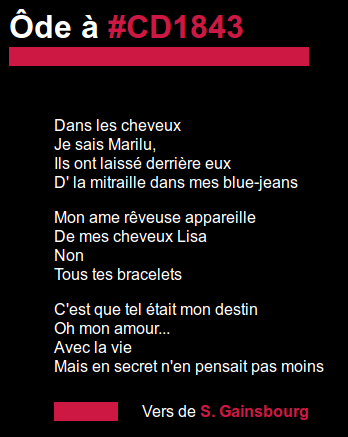 Ôde à #CD1843
Dans les cheveux
Je sais Marilu,
Ils ont laissé derrière eux
D' la mitraille dans mes blue-jeans
Mon ame rêveuse appareille
De mes cheveux Lisa
Non
Tous tes bracelets
C'est que tel était mon destin
Oh mon amour...
Avec la vie
Mais en secret n'en pensait pas moins
Vers de S. Gainsbourg